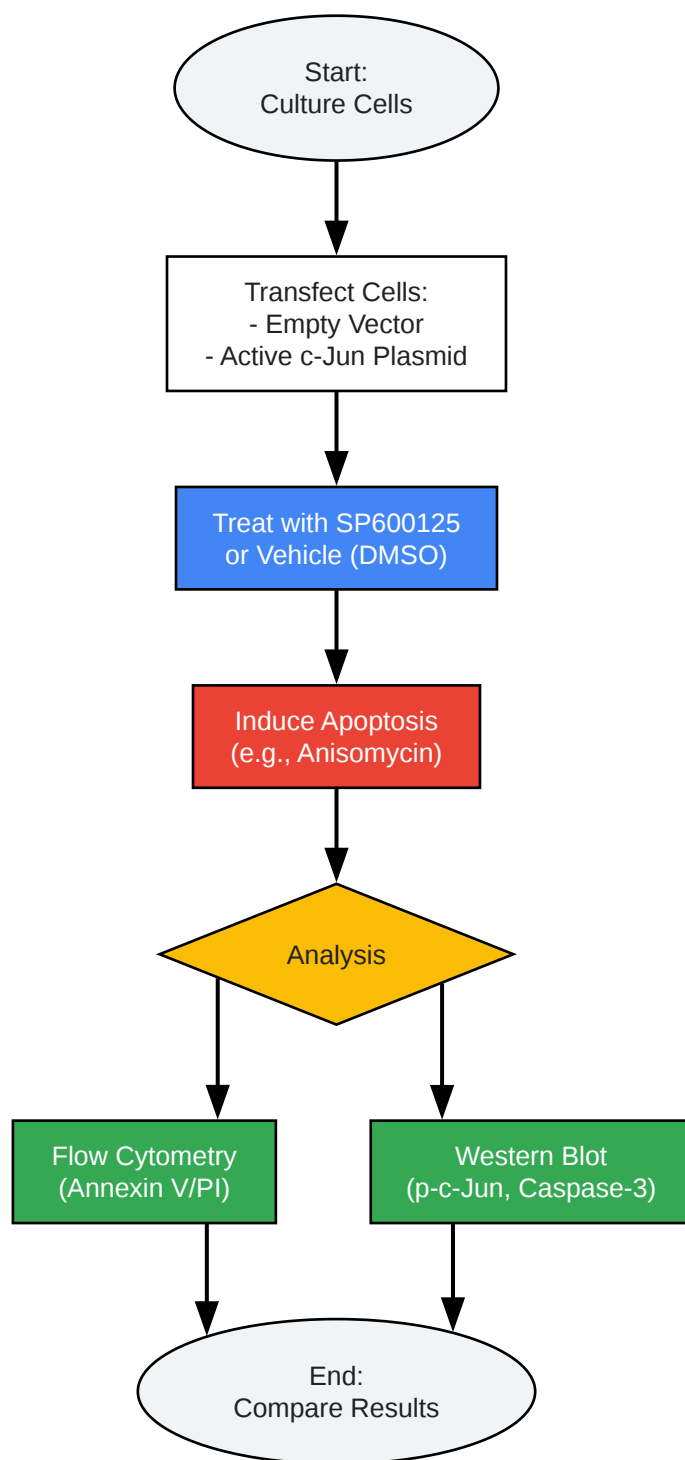 Start:
Culture Cells
Transfect Cells:
- Empty Vector
- Active c-Jun Plasmid
Treat with SP600125
or Vehicle (DMSO)
Induce Apoptosis
(e.g., Anisomycin)
Analysis
Flow Cytometry
(Annexin V/PI)
Western Blot
(p-c-Jun, Caspase-3)
End:
Compare Results